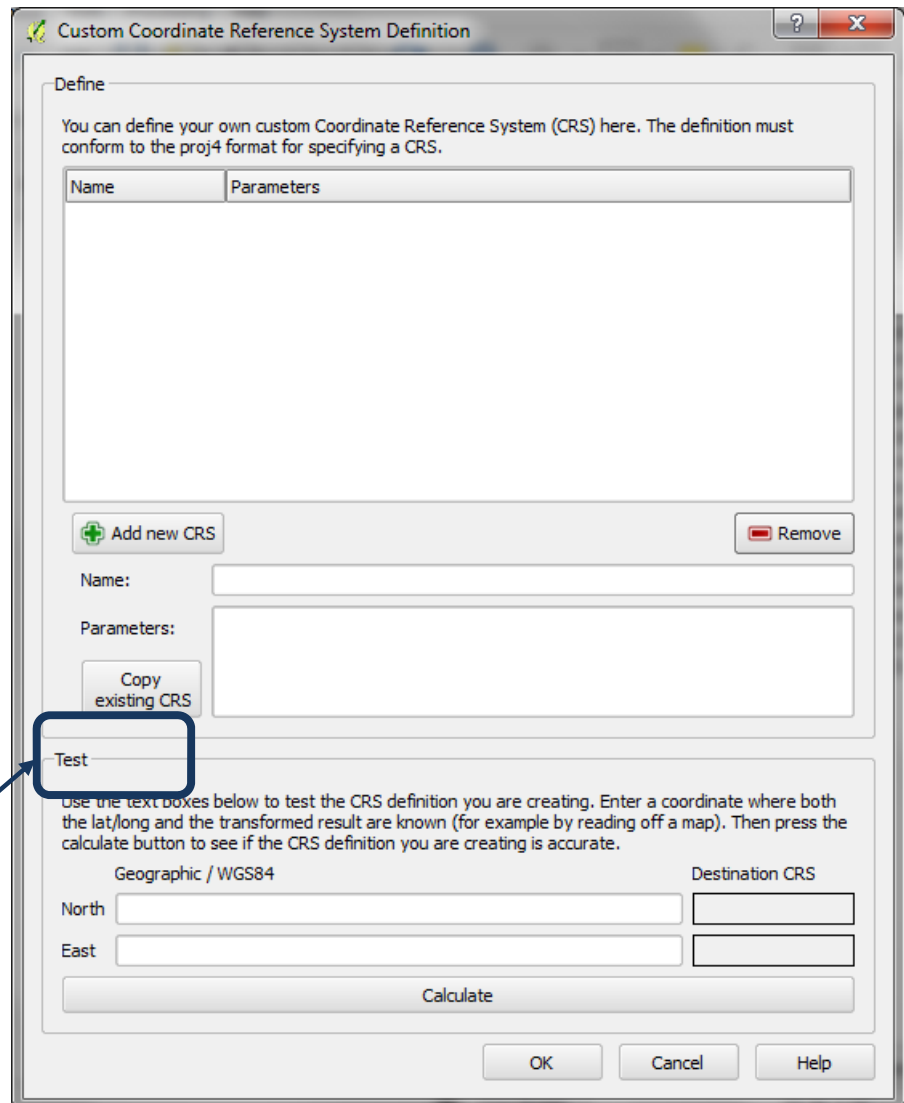 Custom Coordinate Reference System Definition
Define
You can define your own custom Coordinate Reference System (CRS) here. The definition must
conform to the proj4 format for specifying a CRS.
Name Parameters
Add new CRS Remove
Name:
Parameters:
Copy
existing CRS
Test
Use the text boxes below to test the CRS definition you are creating. Enter a coordinate where both
the lat/long and the transformed result are known (for example by reading off a map). Then press the
calculate button to see if the CRS definition you are creating is accurate.
Geographic / WGS84 Destination CRS
North
East
Calculate
OK Cancel Help